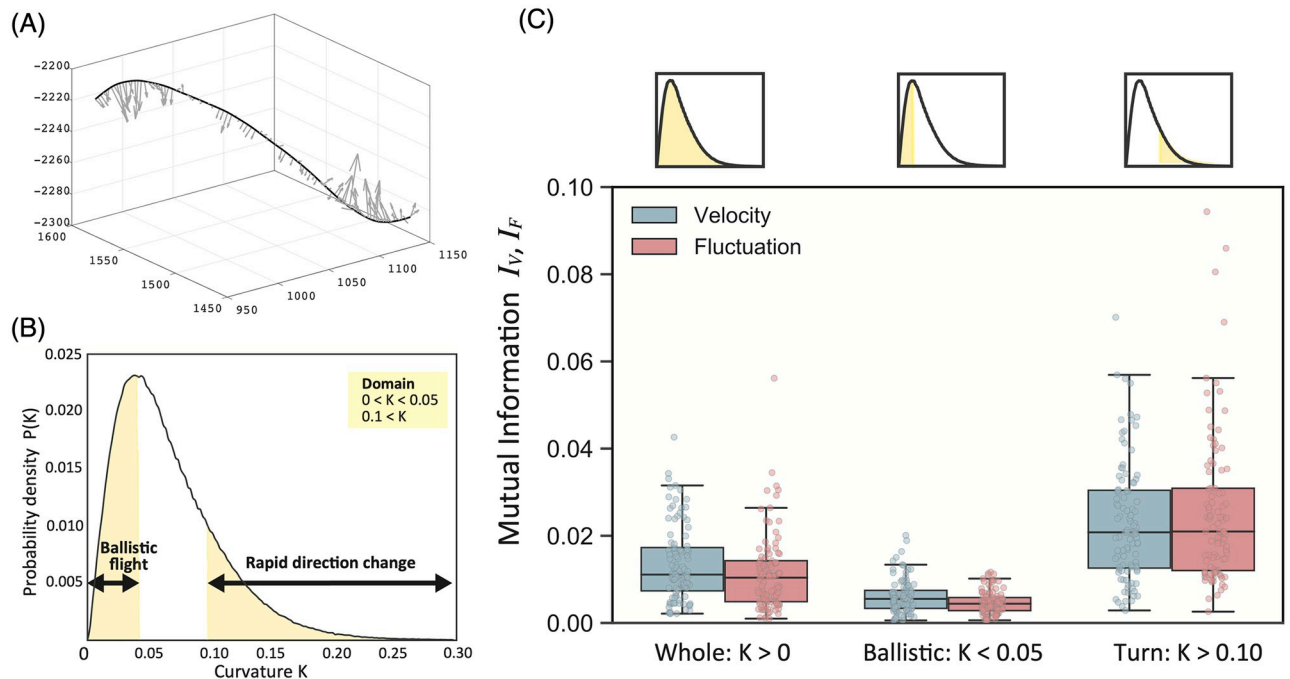 (A)
-2200
-2220
-2240
-2260
-2280
-2300
1600
1550
1500
1450
950
1000
1050
1100
1150
(B)
0.025
0.020
0.015
0.010
0.005
Probability density P(K)
Domain
0 < K < 0.05
0.1 < K
Ballistic
flight
Rapid direction change
0
0.05
0.10
0.15
0.20
0.25
0.30
Curvature K
(C)
Mutual Information I_V, I_F
0.10
0.08
0.06
0.04
0.02
0.00
Velocity
Fluctuation
Whole: K > 0
Ballistic: K < 0.05
Turn: K > 0.10